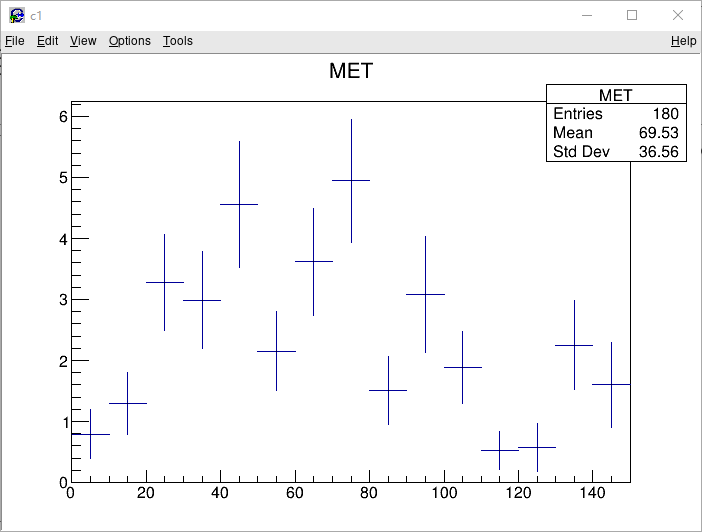 c1
File Edit View Options Tools Help
MET
MET
Entries 180
Mean 69.53
Std Dev 36.56
6
5
4
3
2
1
0
0 20 40 60 80 100 120 140